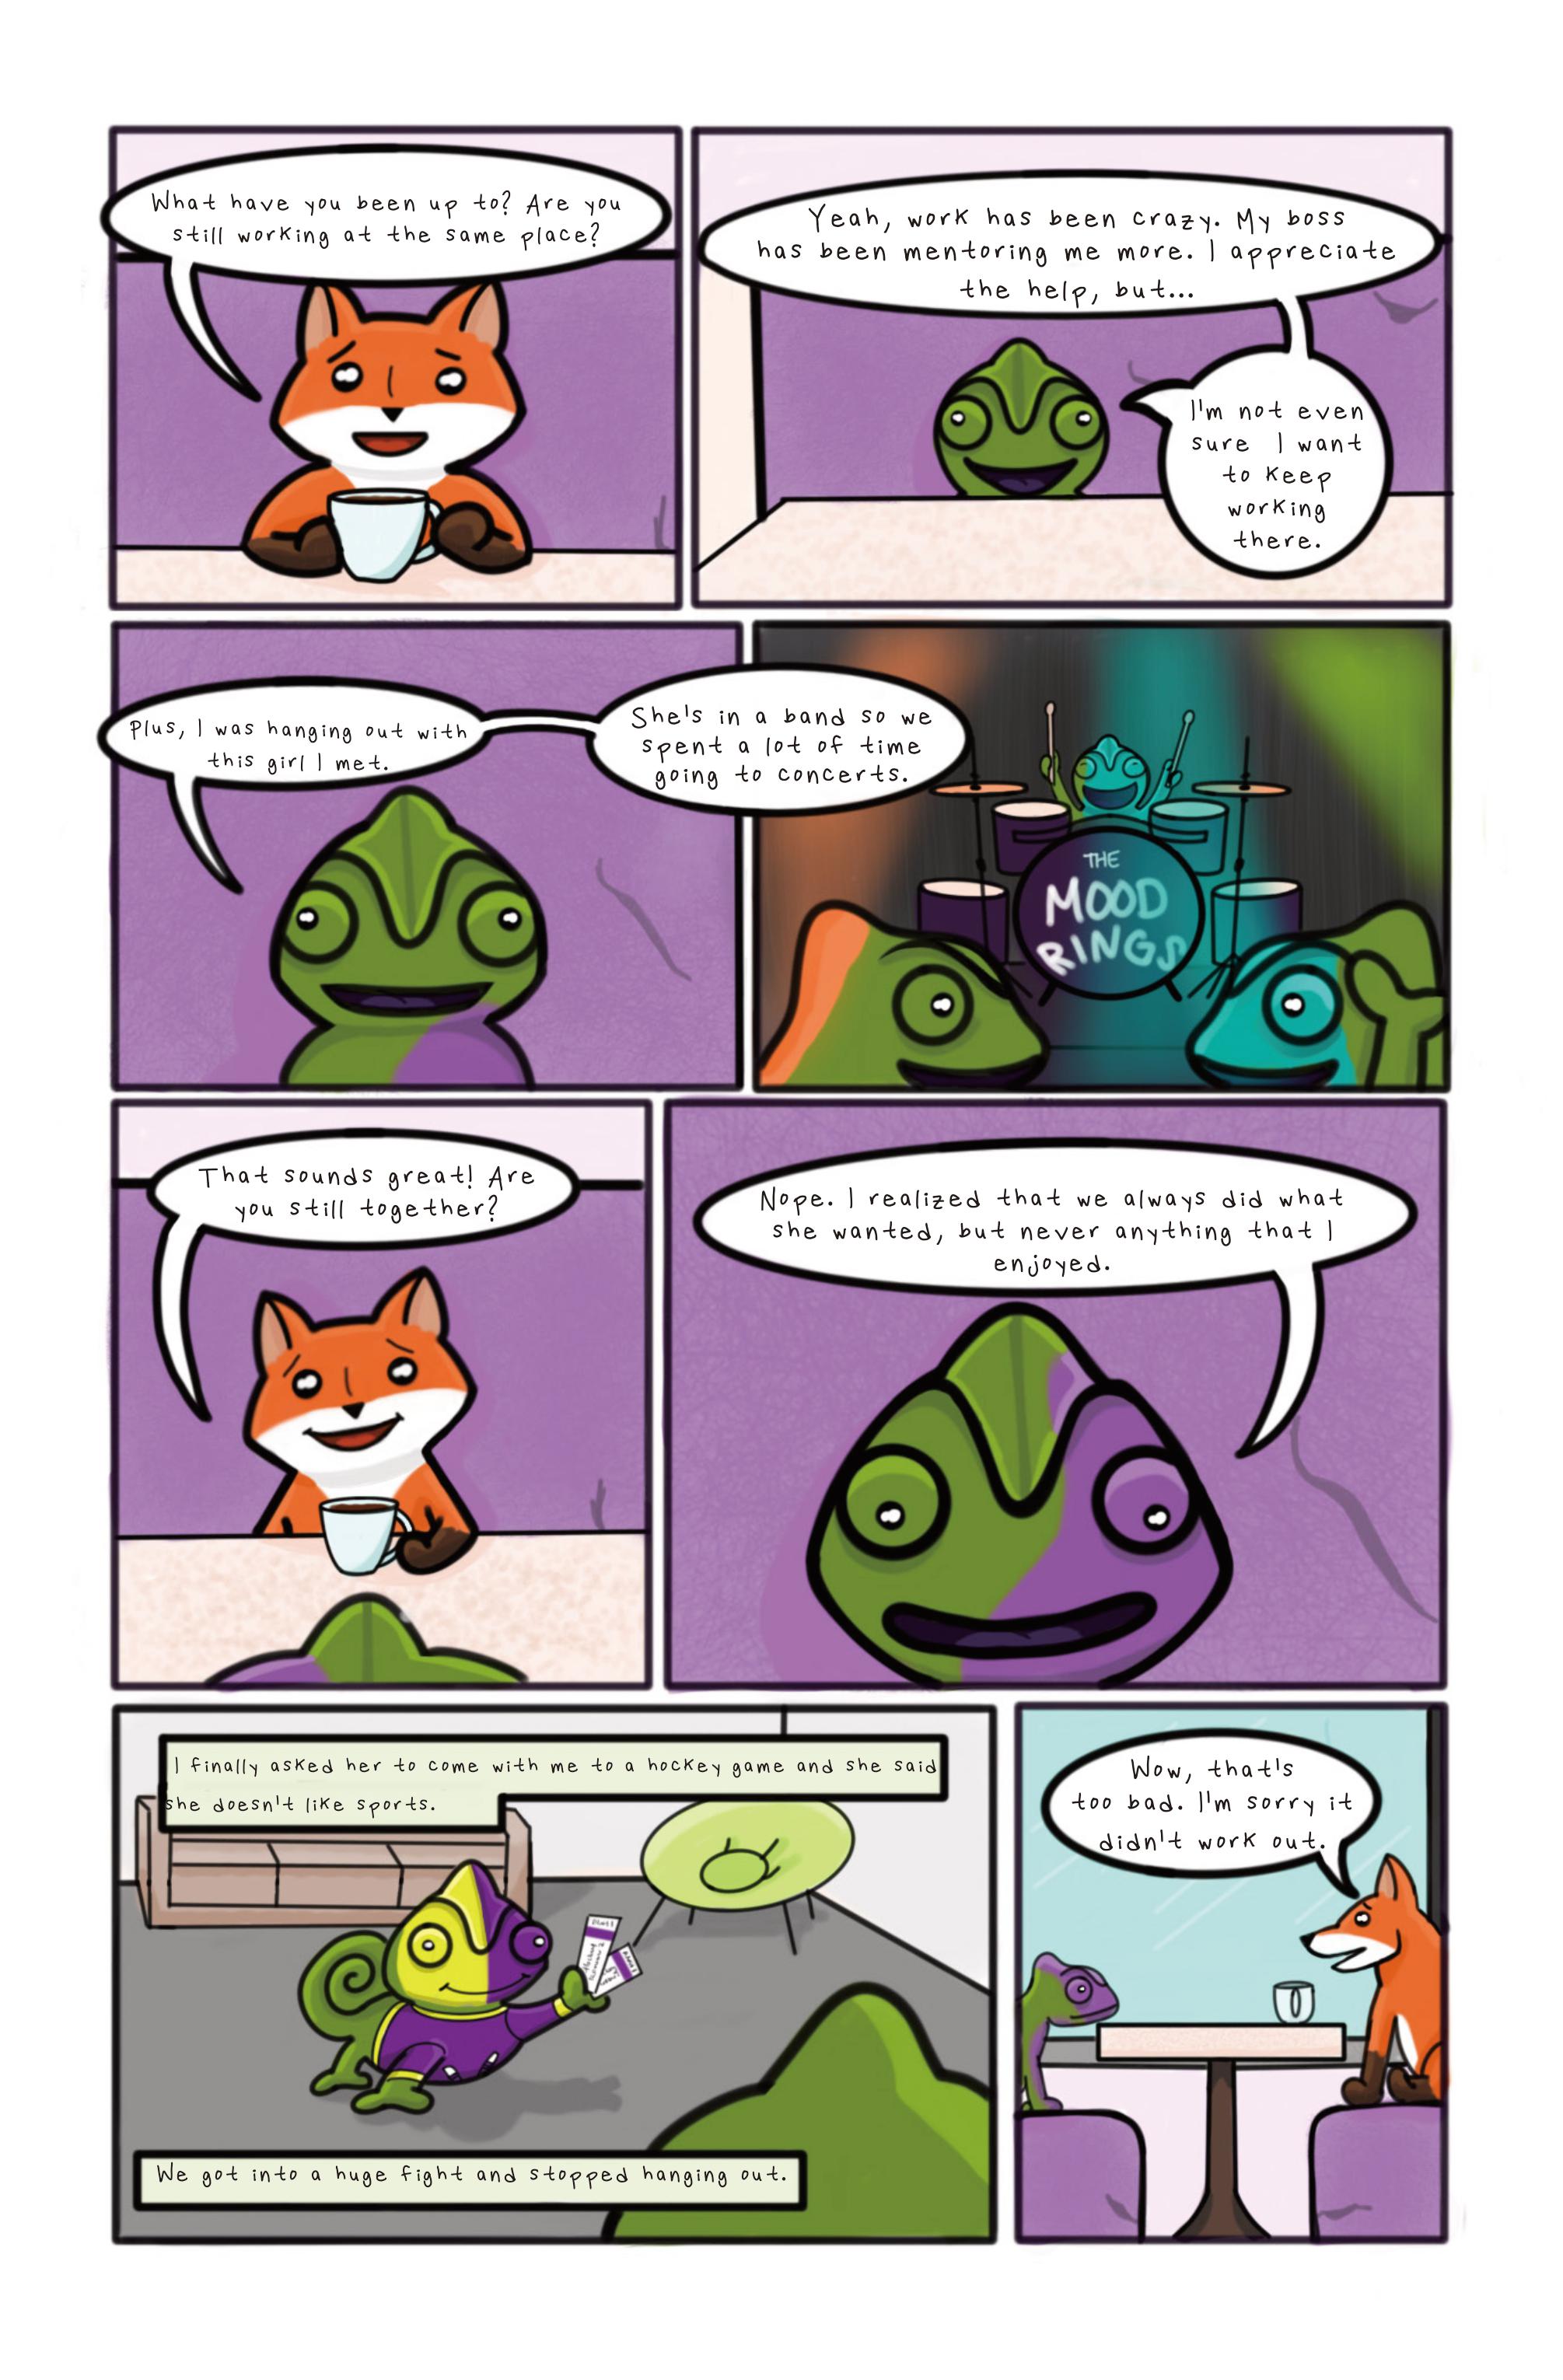 What have you been up to? Are you
still working at the same place?
Yeah, work has been crazy. My boss
has been mentoring me more. I appreciate
the help, but...
I'm not even
sure I want
to keep
working
there.
Plus, I was hanging out with
this girl I met.
She's in a band so we
spent a lot of time
going to concerts.
THE
MOOD
RINGS
That sounds great! Are
you still together?
Nope. I realized that we always did what
she wanted, but never anything that I
enjoyed.
I finally asked her to come with me to a hockey game and she said
she doesn't like sports.
We got into a huge fight and stopped hanging out.
Wow, that's
too bad. I'm sorry it
didn't work out.